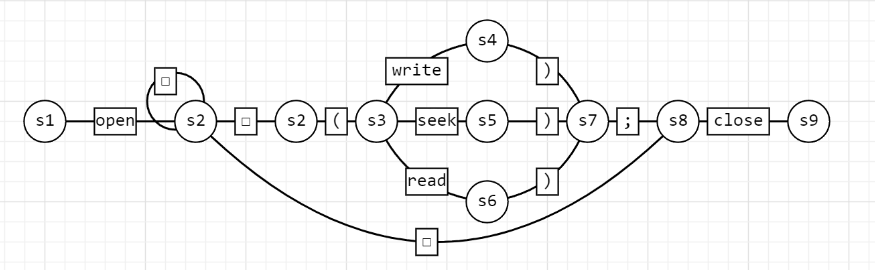 s4
write )
□
s1 open s2 □ s2 ( s3 seek s5 ) s7 ; s8 close s9
read )
s6
□